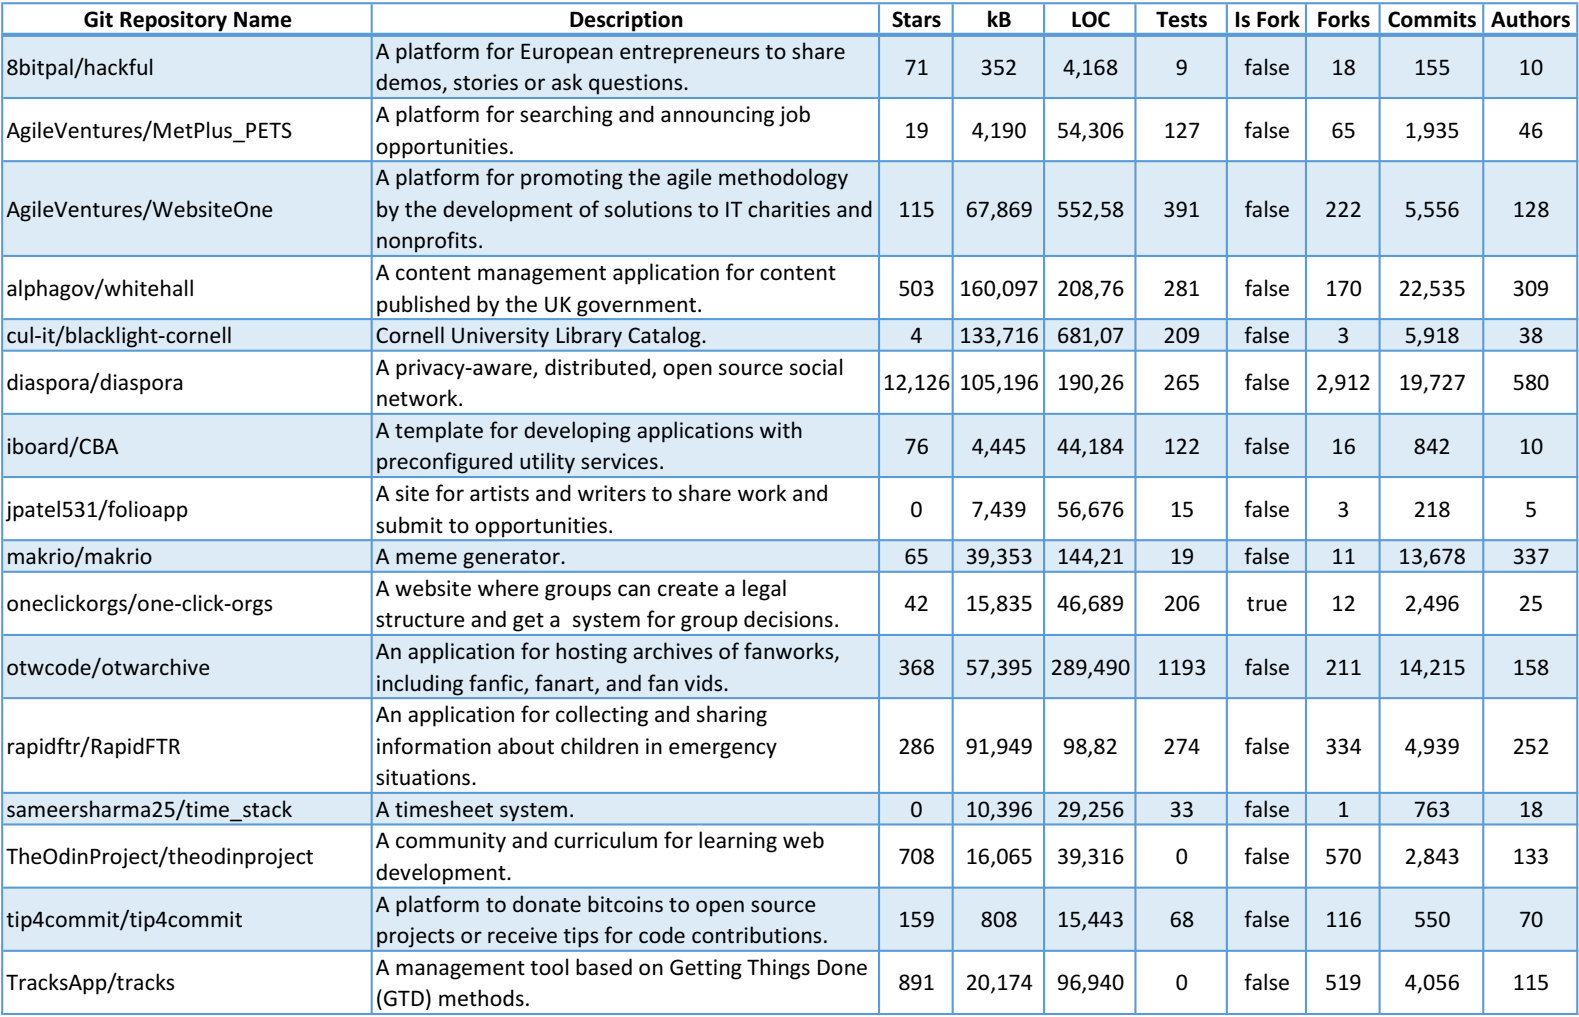 Git Repository Name Description Stars kB LOC Tests Is Fork Forks Commits Authors
8bitpal/hackful A platform for European entrepreneurs to share 71 352 4,168 9 false 18 155 10
demos, stories or ask questions.
AgileVentures/MetPlus_PETS A platform for searching and announcing job 19 4,190 54,306 127 false 65 1,935 46
opportunities.
A platform for promoting the agile methodology
AgileVentures/WebsiteOne by the development of solutions to IT charities and 115 67,869 552,58 391 false 222 5,556 128
nonprofits.
alphagov/whitehall A content management application for content 503 160,097 208,76 281 false 170 22,535 309
published by the UK government.
cul-it/blacklight-cornell Cornell University Library Catalog. 4 133,716 681,07 209 false 3 5,918 38
diaspora/diaspora A privacy-aware, distributed, open source social 12,126 105,196 190,26 265 false 2,912 19,727 580
network.
iboard/CBA A template for developing applications with 76 4,445 44,184 122 false 16 842 10
preconfigured utility services.
jpatel531/folioapp A site for artists and writers to share work and 0 7,439 56,676 15 false 3 218 5
submit to opportunities.
makrio/makrio A meme generator. 65 39,353 144,21 19 false 11 13,678 337
oneclickorgs/one-click-orgs A website where groups can create a legal 42 15,835 46,689 206 true 12 2,496 25
structure and get a  system for group decisions.
otwcode/otwarchive An application for hosting archives of fanworks, 368 57,395 289,490 1193 false 211 14,215 158
including fanfic, fanart, and fan vids.
An application for collecting and sharing
rapidftr/RapidFTR information about children in emergency 286 91,949 98,82 274 false 334 4,939 252
situations.
sameersharma25/time_stack A timesheet system. 0 10,396 29,256 33 false 1 763 18
TheOdinProject/theodinproject A community and curriculum for learning web 708 16,065 39,316 0 false 570 2,843 133
development.
tip4commit/tip4commit A platform to donate bitcoins to open source 159 808 15,443 68 false 116 550 70
projects or receive tips for code contributions.
TracksApp/tracks A management tool based on Getting Things Done 891 20,174 96,940 0 false 519 4,056 115
(GTD) methods.